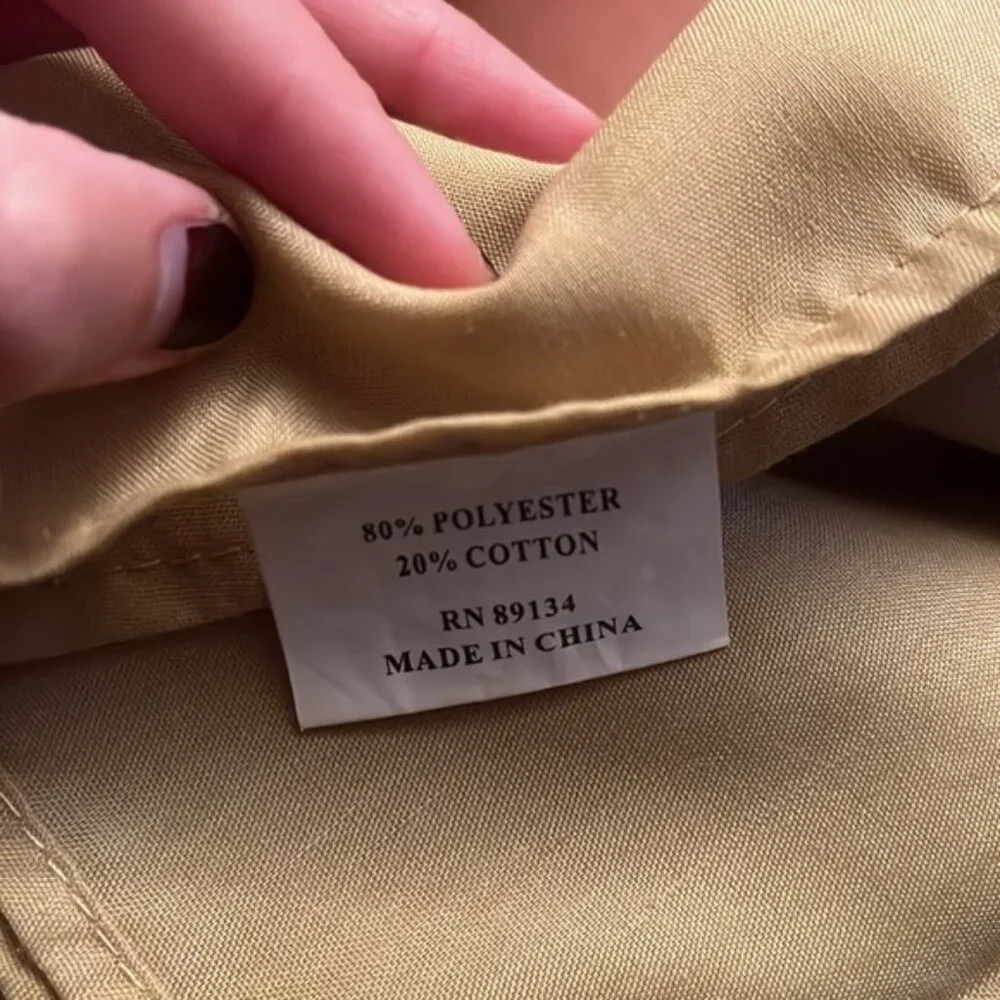 80% POLYESTER
20% COTTON
RN 89134
MADE IN CHINA